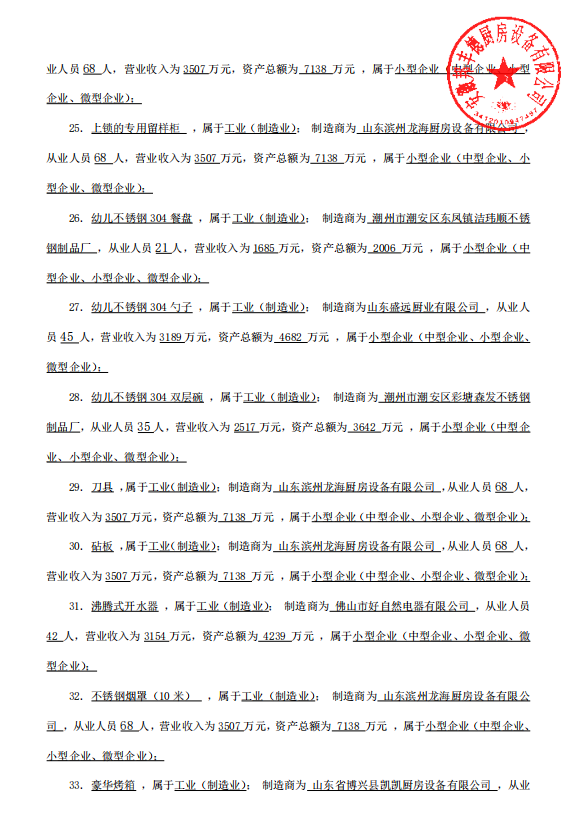 业人员 68 人，营业收入为 3507 万元，资产总额为 7138 万元 ，属于小型企业（中型企业、小型
企业、微型企业）；
25．上锁的专用留样柜 ，属于工业（制造业）； 制造商为 山东滨州龙海厨房设备有限公司 ，
从业人员 68 人，营业收入为 3507 万元，资产总额为 7138 万元 ，属于小型企业（中型企业、小
型企业、微型企业）；
26．幼儿不锈钢 304 餐盘 ，属于工业（制造业）； 制造商为 潮州市潮安区东凤镇洁玮顺不锈
钢制品厂 ，从业人员 21 人，营业收入为 1685 万元，资产总额为 2006 万元 ，属于小型企业（中
型企业、小型企业、微型企业）；
27．幼儿不锈钢 304 勺子 ，属于工业（制造业）； 制造商为山东盛远厨业有限公司 ，从业人
员 45 人，营业收入为 3189 万元，资产总额为 4682 万元 ，属于小型企业（中型企业、小型企业、
微型企业）；
28．幼儿不锈钢 304 双层碗 ，属于工业（制造业）； 制造商为 潮州市潮安区彩塘森发不锈钢
制品厂，从业人员 35 人，营业收入为 2517 万元，资产总额为 3642 万元 ，属于小型企业（中型企
业、小型企业、微型企业）；
29．刀具 ，属于工业（制造业）； 制造商为 山东滨州龙海厨房设备有限公司 ，从业人员 68 人，
营业收入为 3507 万元，资产总额为 7138 万元 ，属于小型企业（中型企业、小型企业、微型企业）；
30．砧板 ，属于工业（制造业）； 制造商为 山东滨州龙海厨房设备有限公司 ，从业人员 68 人，
营业收入为 3507 万元，资产总额为 7138 万元 ，属于小型企业（中型企业、小型企业、微型企业）；
31．沸腾式开水器 ，属于工业（制造业）； 制造商为 佛山市好自然电器有限公司 ，从业人员
42 人，营业收入为 3154 万元，资产总额为 4239 万元 ，属于小型企业（中型企业、小型企业、微
型企业）；
32．不锈钢烟罩（10 米） ，属于工业（制造业）； 制造商为 山东滨州龙海厨房设备有限公
司 ，从业人员 68 人，营业收入为 3507 万元，资产总额为 7138 万元 ，属于小型企业（中型企业、
小型企业、微型企业）；
33．豪华烤箱 ，属于工业（制造业）； 制造商为 山东省博兴县凯凯厨房设备有限公司 ，从业